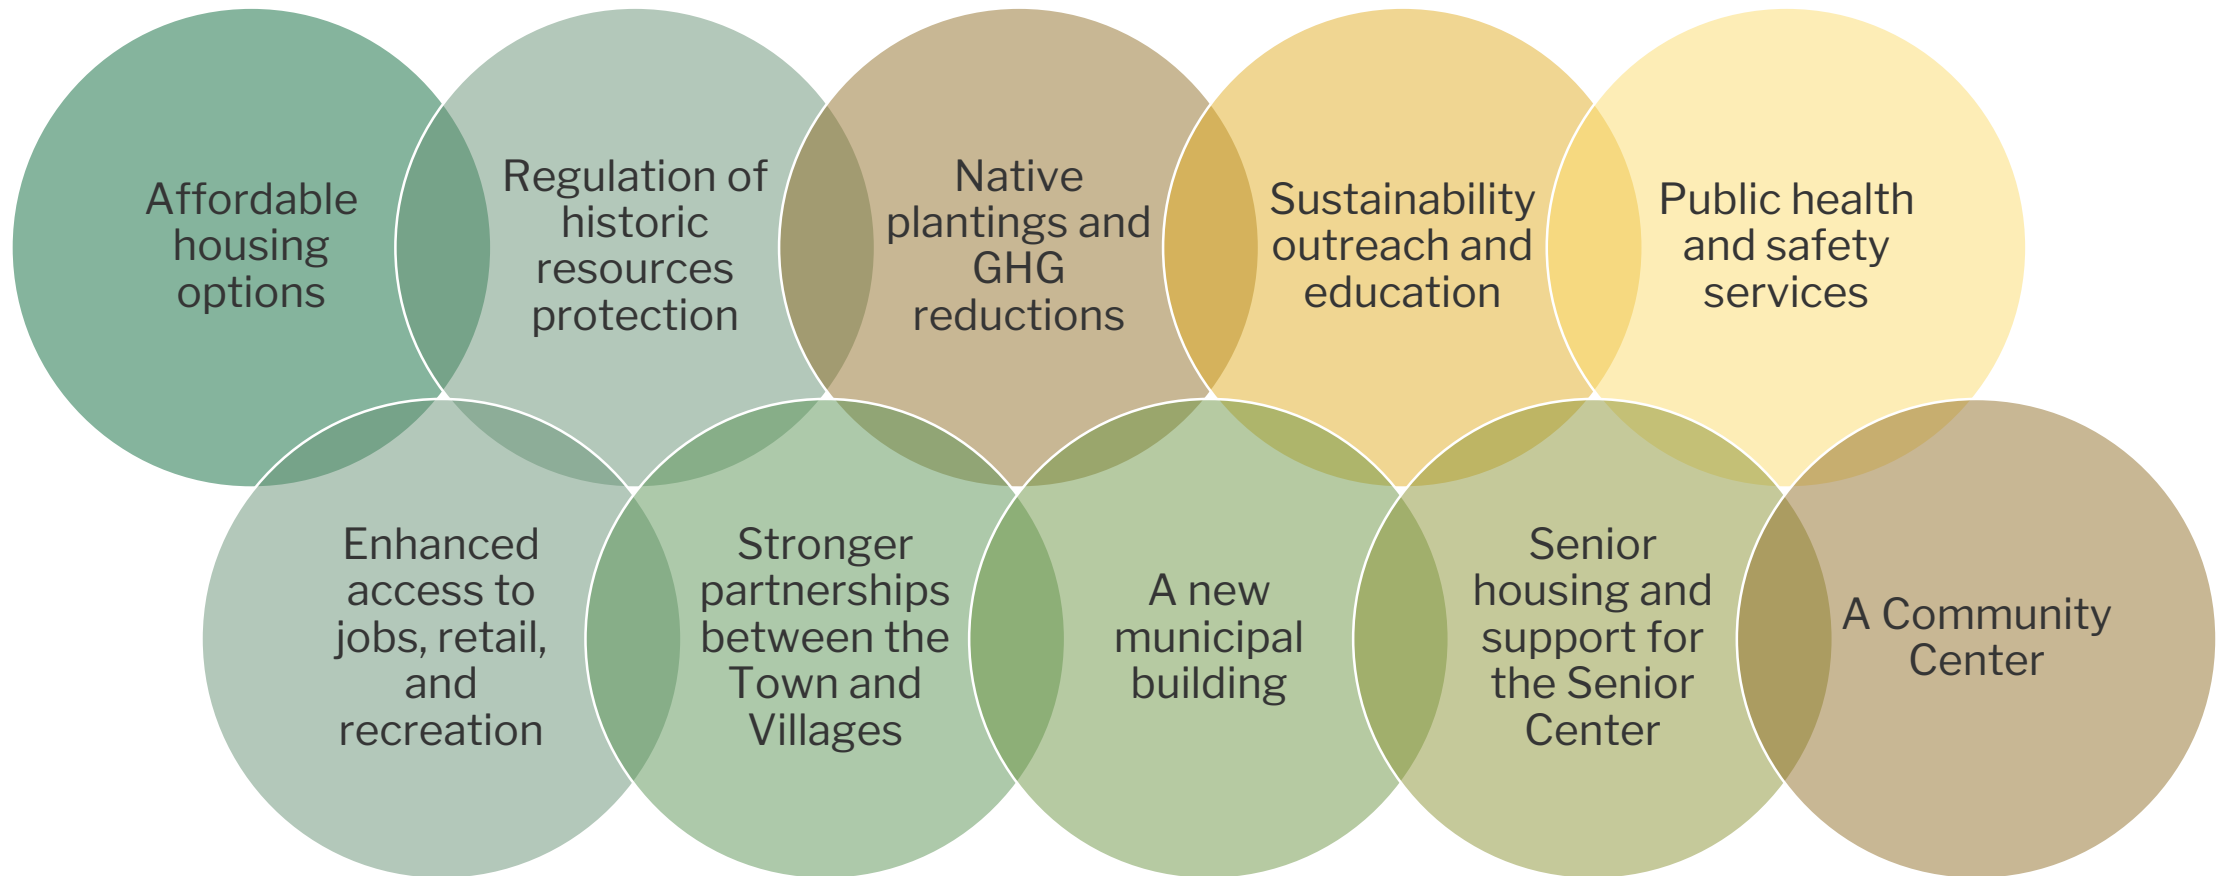 Affordable
housing
options
Regulation of
historic
resources
protection
Native
plantings and
GHG
reductions
Sustainability
outreach and
education
Public health
and safety
services
Enhanced
access to
jobs, retail,
and
recreation
Stronger
partnerships
between the
Town and
Villages
A new
municipal
building
Senior
housing and
support for
the Senior
Center
A Community
Center